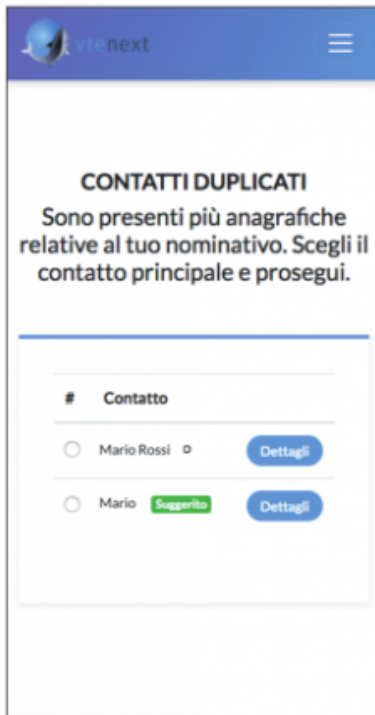 vtenext
CONTATTI DUPLICATI
Sono presenti più anagrafiche
relative al tuo nominativo. Scegli il
contatto principale e prosegui.
# Contatto
Mario Rossi Dettagli
Mario Suggerito Dettagli